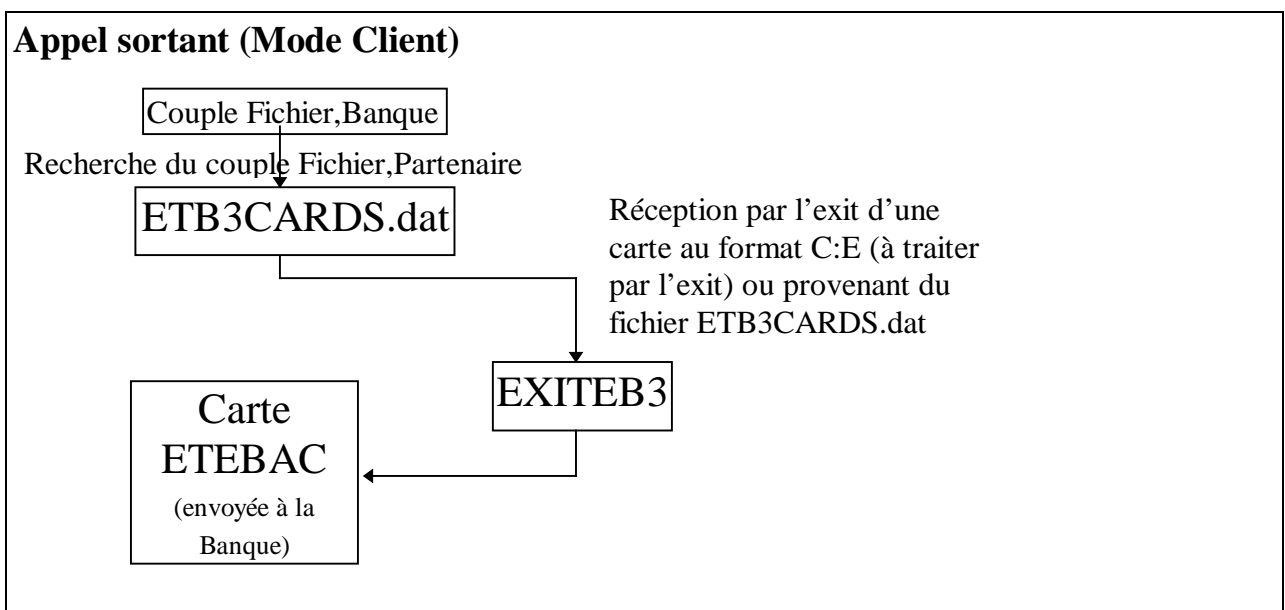 Appel sortant (Mode Client)
Couple Fichier,Banque
Recherche du couple Fichier,Partenaire
ETB3CARDS.dat
Réception par l’exit d’une
carte au format C:E (à traiter
par l’exit) ou provenant du
fichier ETB3CARDS.dat
EXITEB3
Carte
ETEBAC
(envoyée à la
Banque)